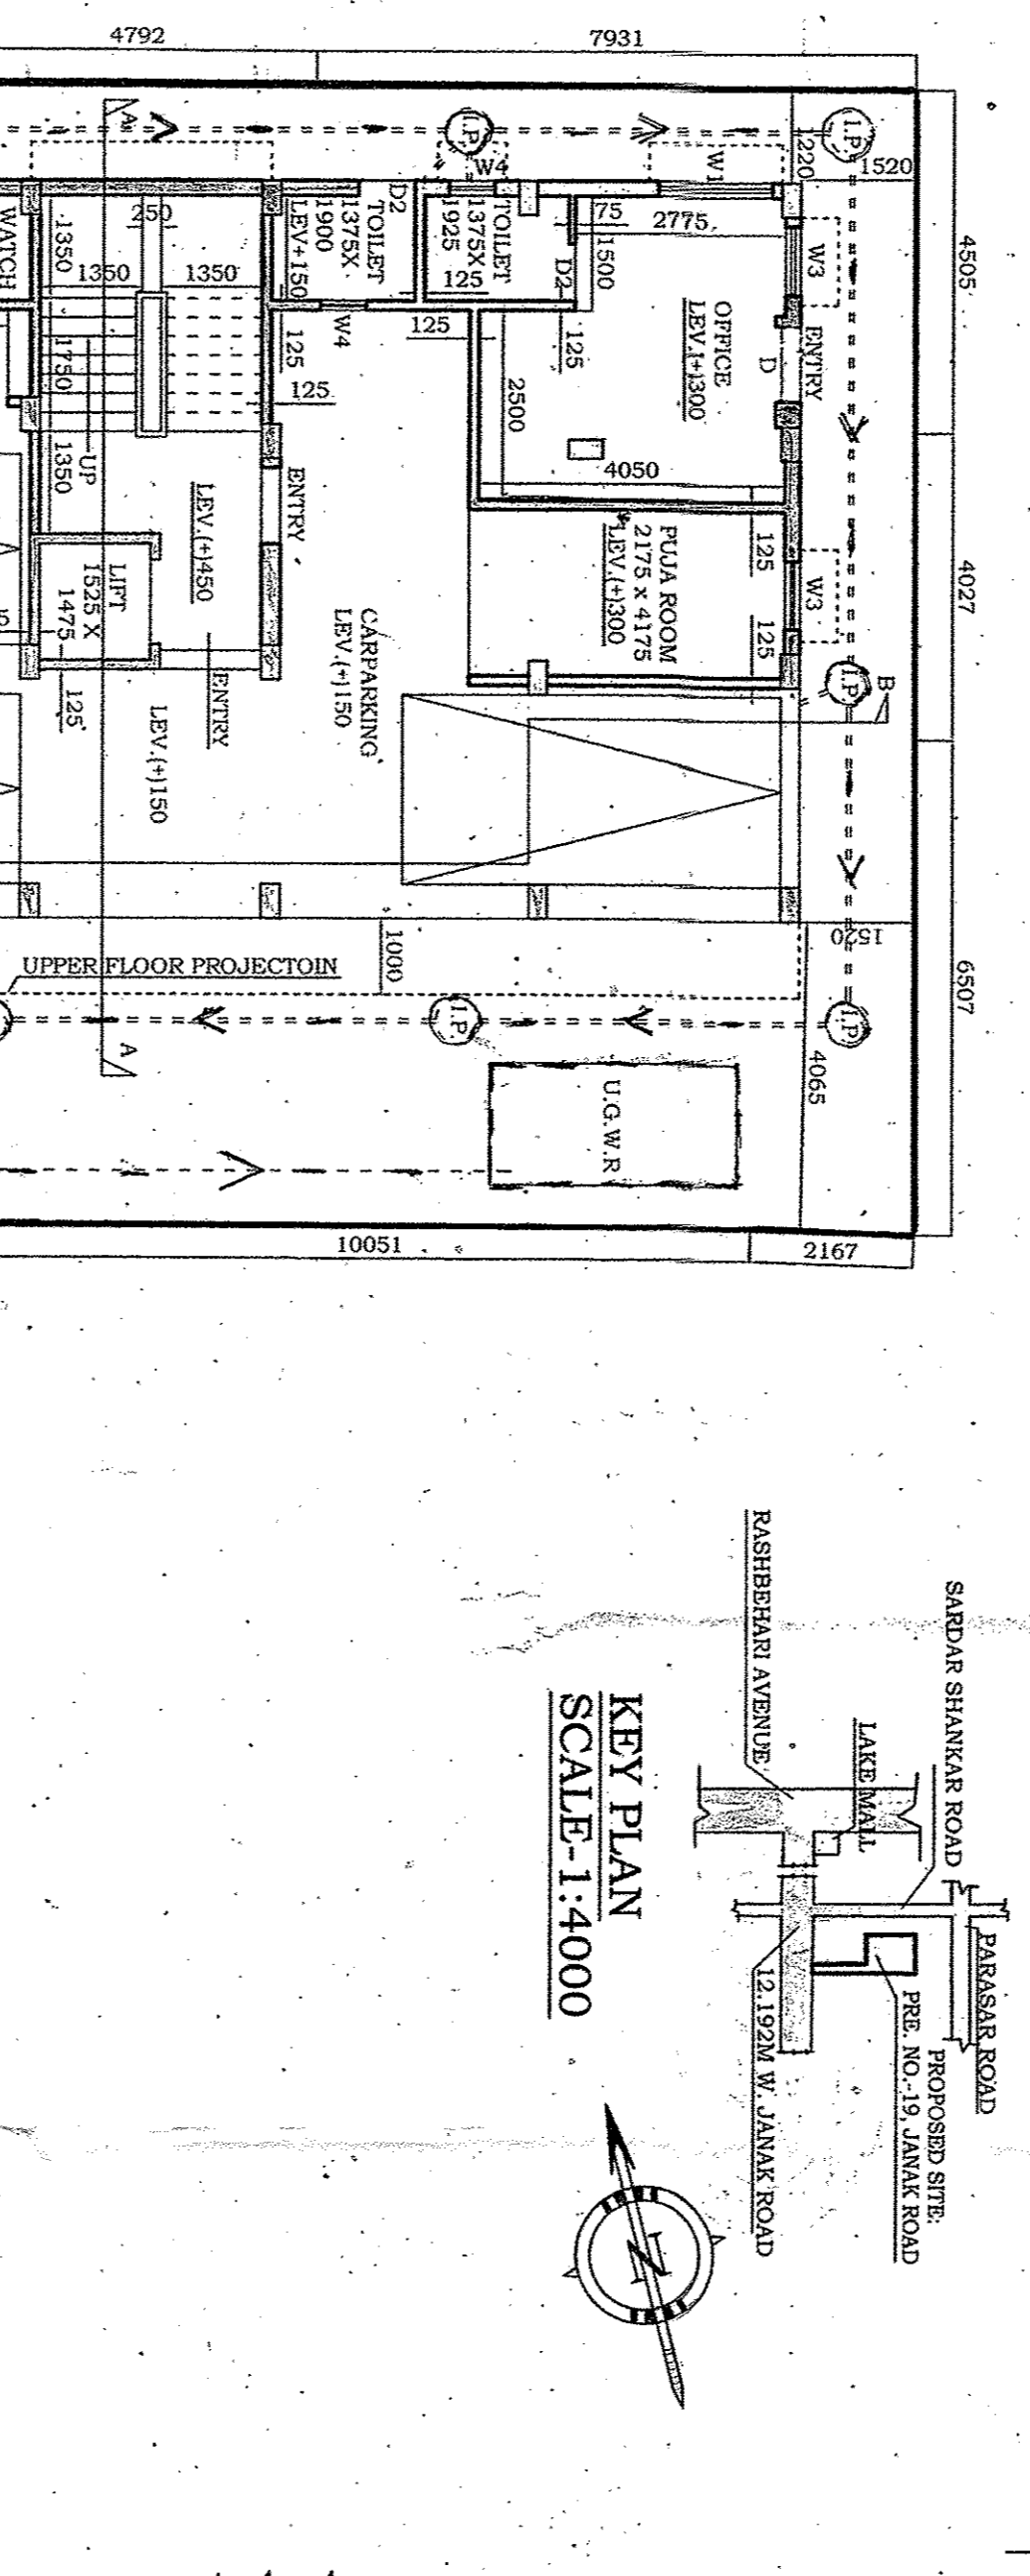 4792
7931
A
I.P
W4
W1
1220
I.P
1520
WATCH
1350
250
1350
1350
1750
UP
1350
TOILET
1375X
1900
LEV+150
D2
TOILET
1375X
1925
125
D2
75
2775
1500
W3
4505
W4
125
125
125
125
2500
OFFICE
LEV.(+)300
D
ENTRY
4050
ENTRY
LEV.(+)450
LIFT
1525 X
1475
125
ENTRY
LEV.(+)150
CARPARKING
LEV.(+)150
PUJA ROOM
2175 x 4175
LEV.(+)300
125
125
W3
4027
I.P
B
1520
1000
UPPER FLOOR PROJECTOIN
I.P
I.P
6507
A
4065
U.G.W.R
10051
2167
RASHBEHARI AVENUE
LAKE MALL
SARDAR SHANKAR ROAD
PARASAR ROAD
PROPOSED SITE:
PRE. NO.-19, JANAK ROAD
12.192M W. JANAK ROAD
KEY PLAN
SCALE-1:4000
N